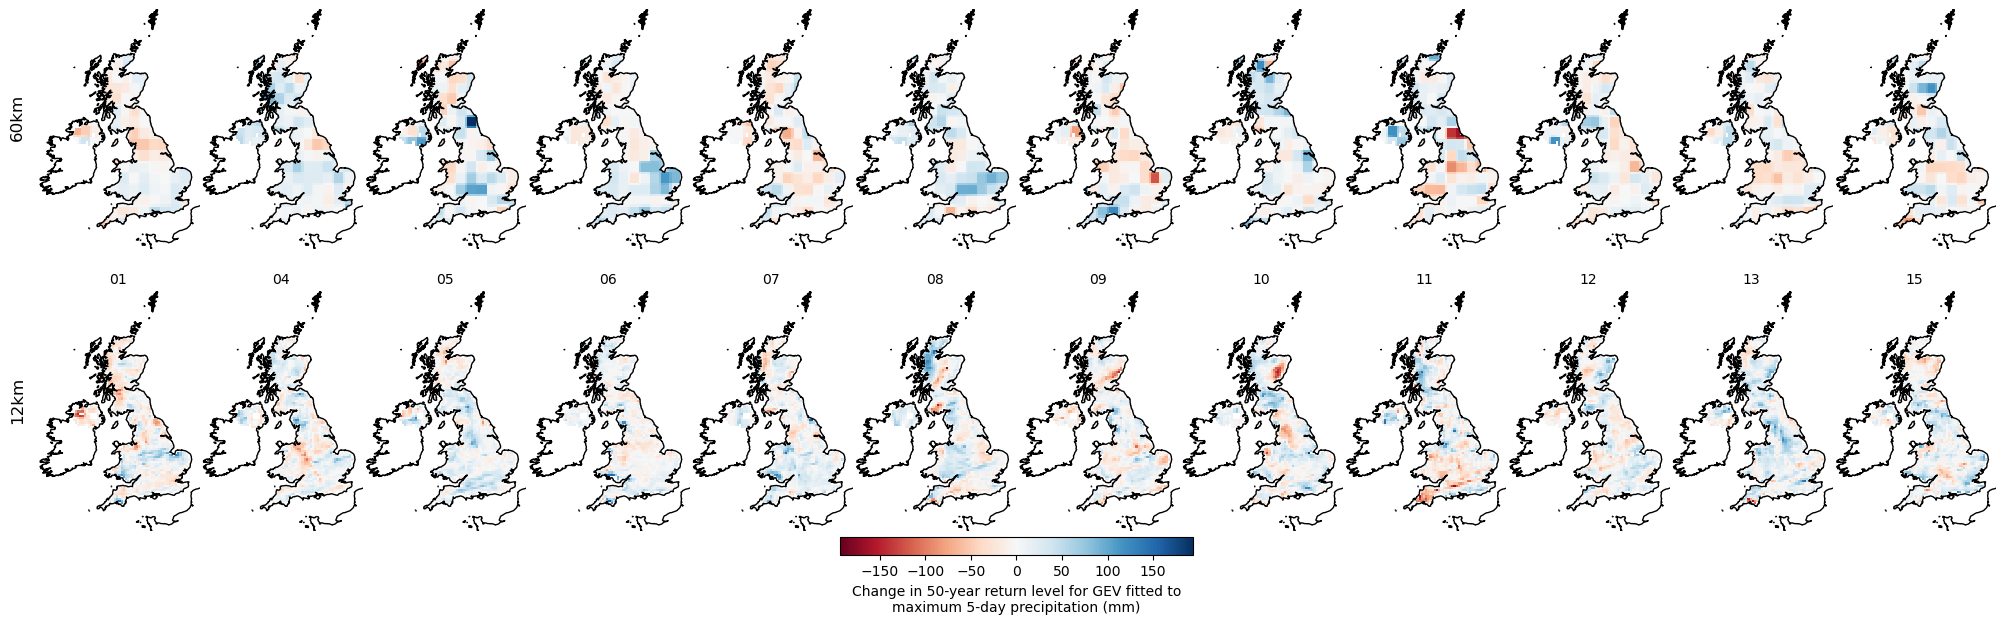 60km
01 04 05 06 07 08 09 10 11 12 13 15
12km
−150 −100 −50 0 50 100 150
Change in 50-year return level for GEV fitted to
maximum 5-day precipitation (mm)